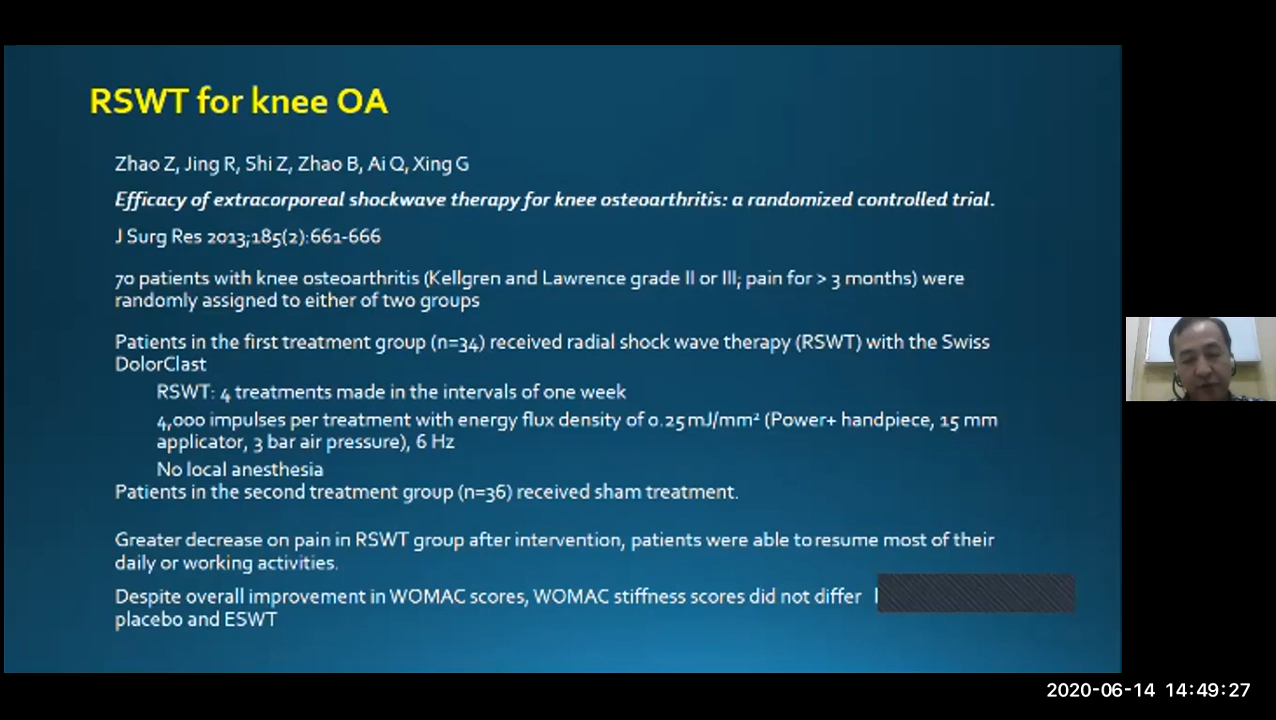 RSWT for knee OA
Zhao Z, Jing R, Shi Z, Zhao B, Ai Q, Xing G
Efficacy of extracorporeal shockwave therapy for knee osteoarthritis: a randomized controlled trial.
J Surg Res 2013;185(2):661-666
70 patients with knee osteoarthritis (Kellgren and Lawrence grade II or III; pain for > 3 months) were
randomly assigned to either of two groups
Patients in the first treatment group (n=34) received radial shock wave therapy (RSWT) with the Swiss
DolorClast
RSWT: 4 treatments made in the intervals of one week
4,000 impulses per treatment with energy flux density of 0.25 mJ/mm² (Power+ handpiece, 15 mm
applicator, 3 bar air pressure), 6 Hz
No local anesthesia
Patients in the second treatment group (n=36) received sham treatment.
Greater decrease on pain in RSWT group after intervention, patients were able to resume most of their
daily or working activities.
Despite overall improvement in WOMAC scores, WOMAC stiffness scores did not differ
placebo and ESWT
2020-06-14 14:49:27